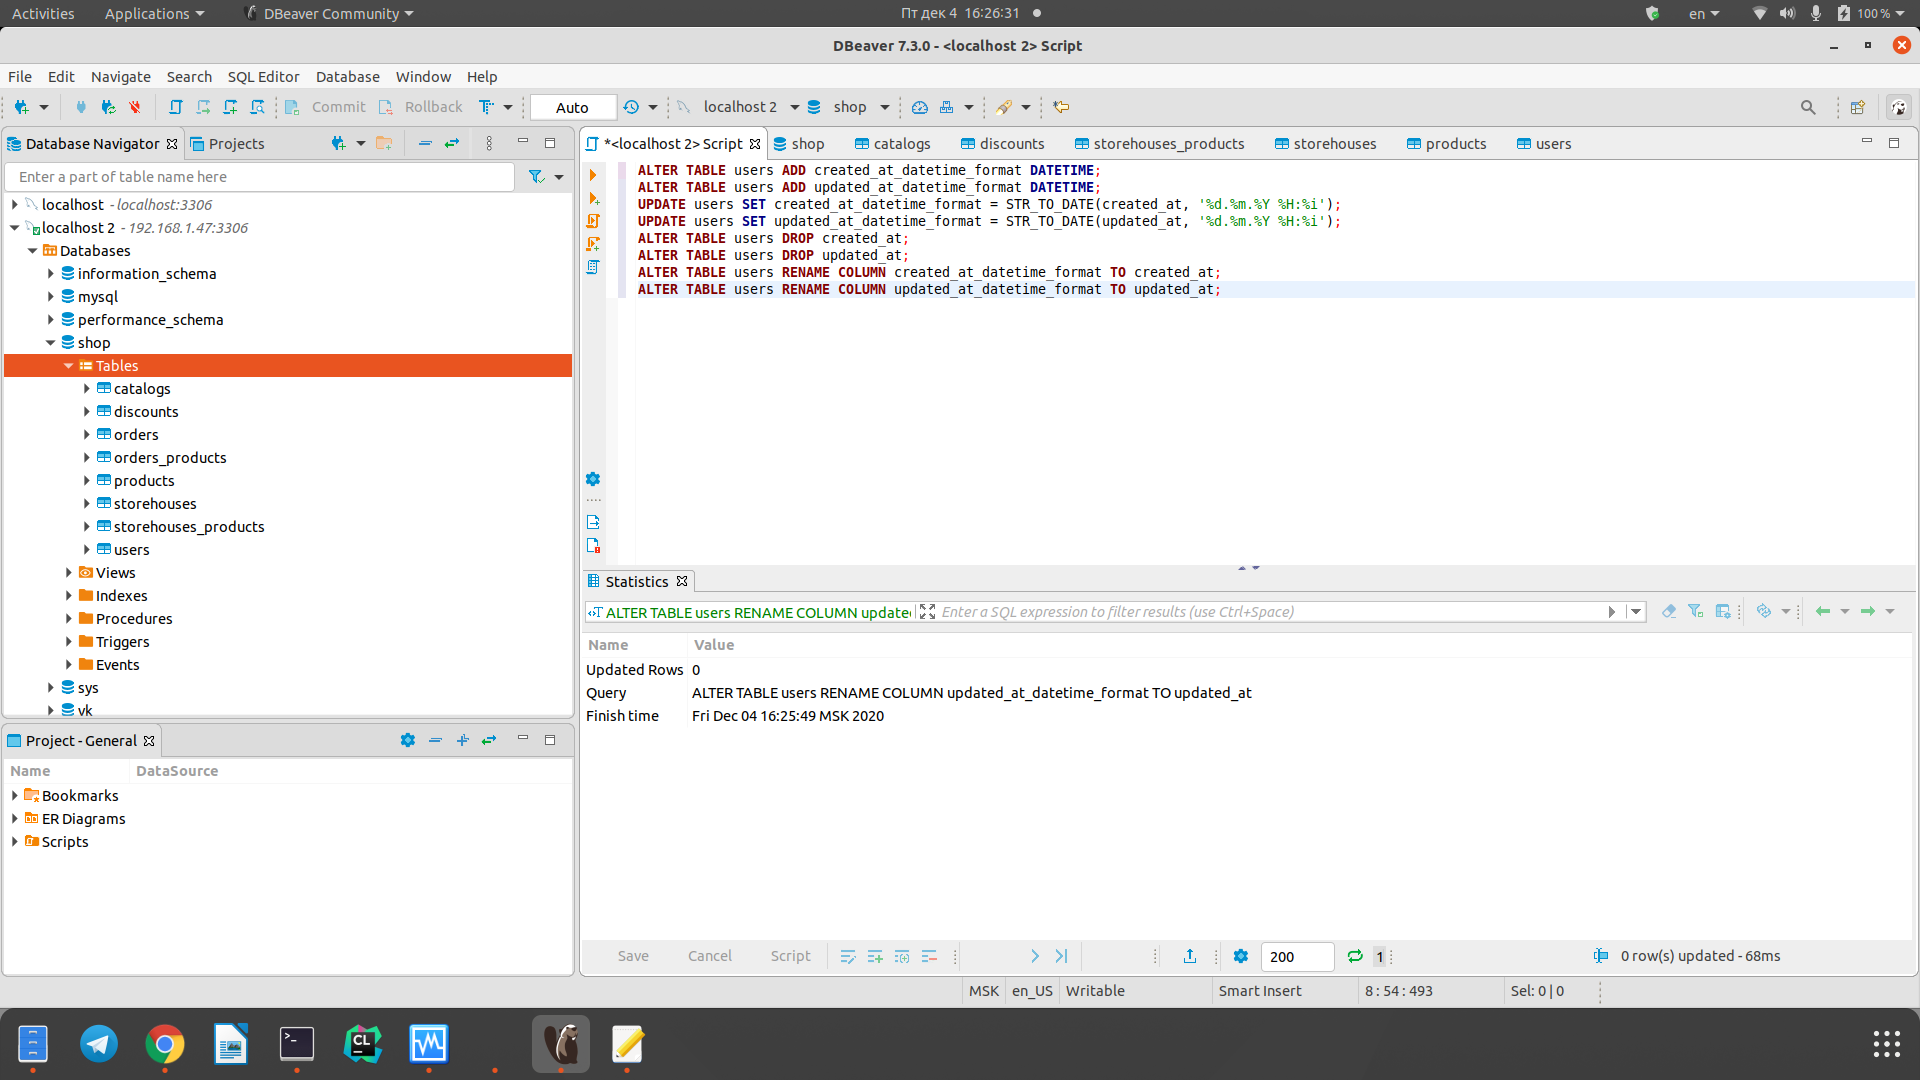 Activities Applications DBeaver Community Пт дек 4 16:26:31 en 100 %
DBeaver 7.3.0 - <localhost 2> Script
File Edit Navigate Search SQL Editor Database Window Help
Commit Rollback Auto localhost 2 shop
Database Navigator Projects
Enter a part of table name here
localhost - localhost:3306
localhost 2 - 192.168.1.47:3306
Databases
information_schema
mysql
performance_schema
shop
Tables
catalogs
discounts
orders
orders_products
products
storehouses
storehouses_products
users
Views
Indexes
Procedures
Triggers
Events
sys
vk
Project - General
Name DataSource
Bookmarks
ER Diagrams
Scripts
*<localhost 2> Script shop catalogs discounts storehouses_products storehouses products users
ALTER TABLE users ADD created_at_datetime_format DATETIME;
ALTER TABLE users ADD updated_at_datetime_format DATETIME;
UPDATE users SET created_at_datetime_format = STR_TO_DATE(created_at, '%d.%m.%Y %H:%i');
UPDATE users SET updated_at_datetime_format = STR_TO_DATE(updated_at, '%d.%m.%Y %H:%i');
ALTER TABLE users DROP created_at;
ALTER TABLE users DROP updated_at;
ALTER TABLE users RENAME COLUMN created_at_datetime_format TO created_at;
ALTER TABLE users RENAME COLUMN updated_at_datetime_format TO updated_at;
Statistics
ALTER TABLE users RENAME COLUMN update Enter a SQL expression to filter results (use Ctrl+Space)
Name Value
Updated Rows 0
Query ALTER TABLE users RENAME COLUMN updated_at_datetime_format TO updated_at
Finish time Fri Dec 04 16:25:49 MSK 2020
Save Cancel Script 200 1 0 row(s) updated - 68ms
MSK en_US Writable Smart Insert 8 : 54 : 493 Sel: 0 | 0
CL